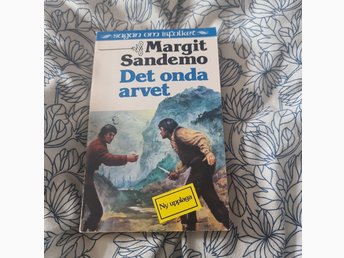 sagan om isfolket
Margit
Sandemo
Det onda
arvet
Ny upplaga